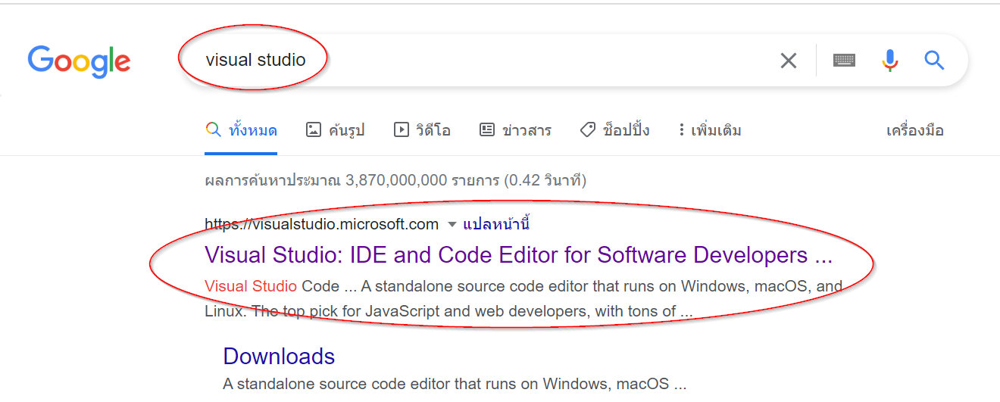 Google visual studio
ทั้งหมด ค้นรูป วิดีโอ ข่าวสาร ช็อปปิ้ง เพิ่มเติม เครื่องมือ
ผลการค้นหาประมาณ 3,870,000,000 รายการ (0.42 วินาที)
https://visualstudio.microsoft.com แปลหน้านี้
Visual Studio: IDE and Code Editor for Software Developers ...
Visual Studio Code ... A standalone source code editor that runs on Windows, macOS, and
Linux. The top pick for JavaScript and web developers, with tons of ...
Downloads
A standalone source code editor that runs on Windows, macOS ...